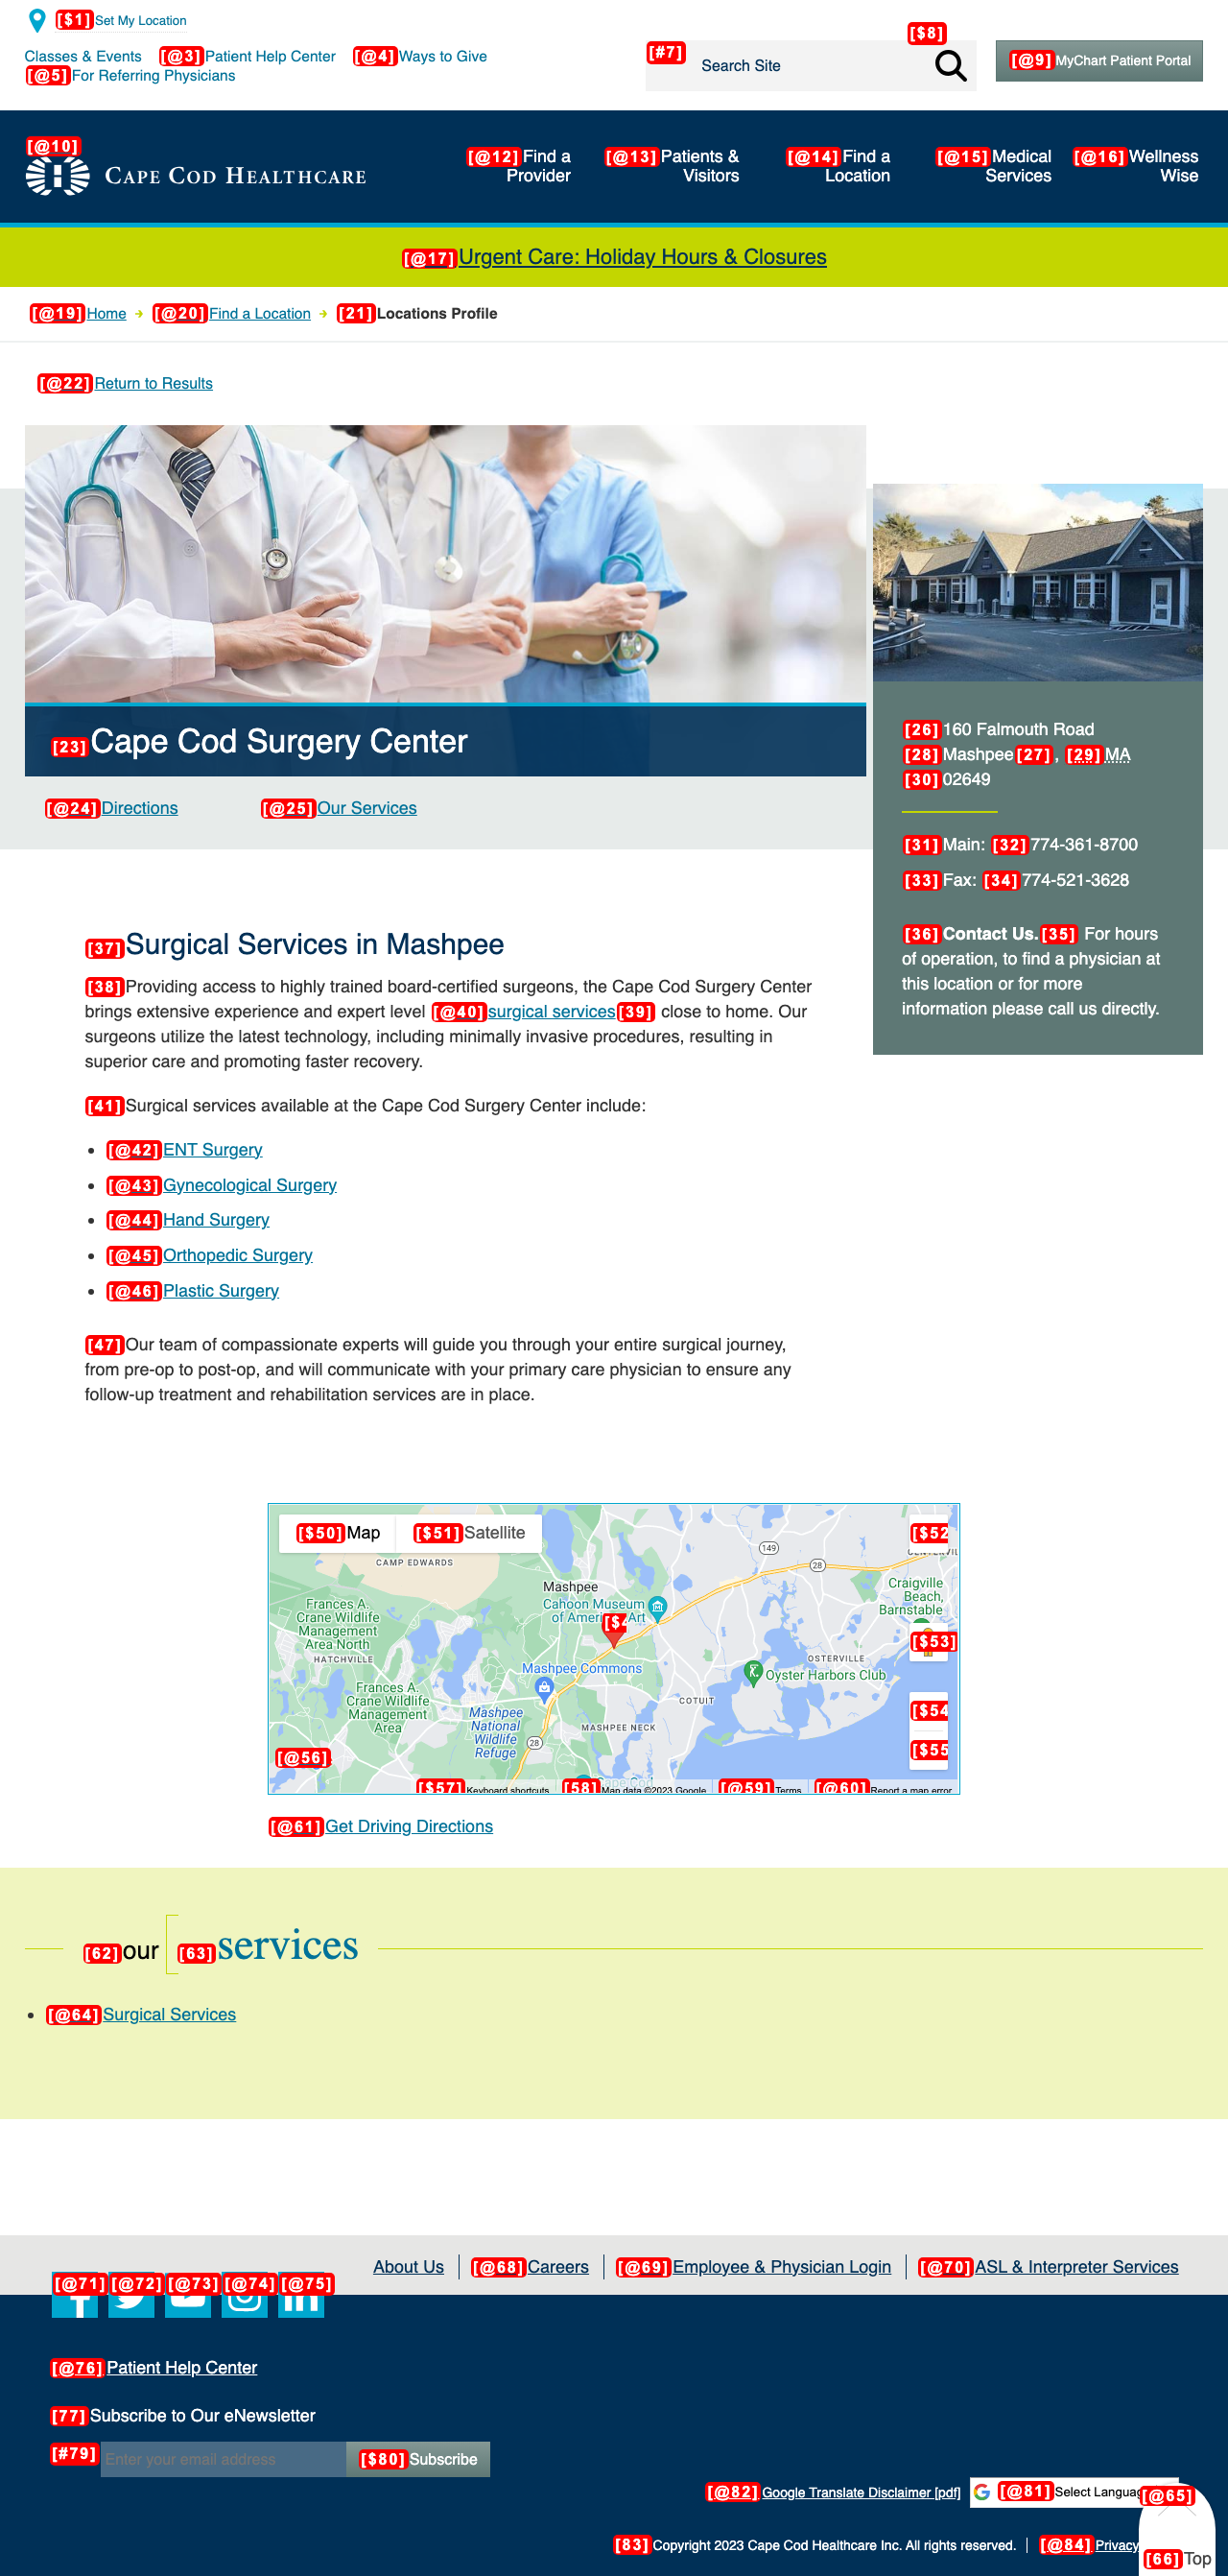 [$1] Set My Location
Classes & Events [@3] Patient Help Center [@4] Ways to Give
[@5] For Referring Physicians
[#7] Search Site [$8]
[@9] MyChart Patient Portal
[@10] CAPE COD HEALTHCARE
[@12] Find a Provider
[@13] Patients & Visitors
[@14] Find a Location
[@15] Medical Services
[@16] Wellness Wise
[@17] Urgent Care: Holiday Hours & Closures
[@19] Home [@20] Find a Location [21] Locations Profile
[@22] Return to Results
[23] Cape Cod Surgery Center
[@24] Directions [@25] Our Services
[26] 160 Falmouth Road
[28] Mashpee [27] , [29] MA
[30] 02649
[31] Main: [32] 774-361-8700
[33] Fax: [34] 774-521-3628
[36] Contact Us. [35] For hours
of operation, to find a physician at
this location or for more
information please call us directly.
[37] Surgical Services in Mashpee
[38] Providing access to highly trained board-certified surgeons, the Cape Cod Surgery Center
brings extensive experience and expert level [@40] surgical services [39] close to home. Our
surgeons utilize the latest technology, including minimally invasive procedures, resulting in
superior care and promoting faster recovery.
[41] Surgical services available at the Cape Cod Surgery Center include:
[@42] ENT Surgery
[@43] Gynecological Surgery
[@44] Hand Surgery
[@45] Orthopedic Surgery
[@46] Plastic Surgery
[47] Our team of compassionate experts will guide you through your entire surgical journey,
from pre-op to post-op, and will communicate with your primary care physician to ensure any
follow-up treatment and rehabilitation services are in place.
[$50] Map [$51] Satellite [$52
CAMP EDWARDS
149
28
Mashpee
Cahoon Museum
of American Art
Craigville
Beach,
Barnstable
Frances A.
Crane Wildlife
Management
Area North
HATCHVILLE
[$53]
Mashpee Commons
OSTERVILLE
Oyster Harbors Club
Frances A.
Crane Wildlife
Management
Area
COTUIT
[$54
Mashpee
National
Wildlife
Refuge
MASHPEE NECK
28
[$55
[@56]
[$57] Keyboard shortcuts [58] Map data ©2023 Google [@59] Terms [@60] Report a map error
[@61] Get Driving Directions
[62] our [63] services
[@64] Surgical Services
About Us [@68] Careers [@69] Employee & Physician Login [@70] ASL & Interpreter Services
[@71] [@72] [@73] [@74] [@75]
[@76] Patient Help Center
[77] Subscribe to Our eNewsletter
[#79] Enter your email address [$80] Subscribe
[@82] Google Translate Disclaimer [pdf] [@81] Select Languag
[@65]
[83] Copyright 2023 Cape Cod Healthcare Inc. All rights reserved. [@84] Privacy
[66] Top